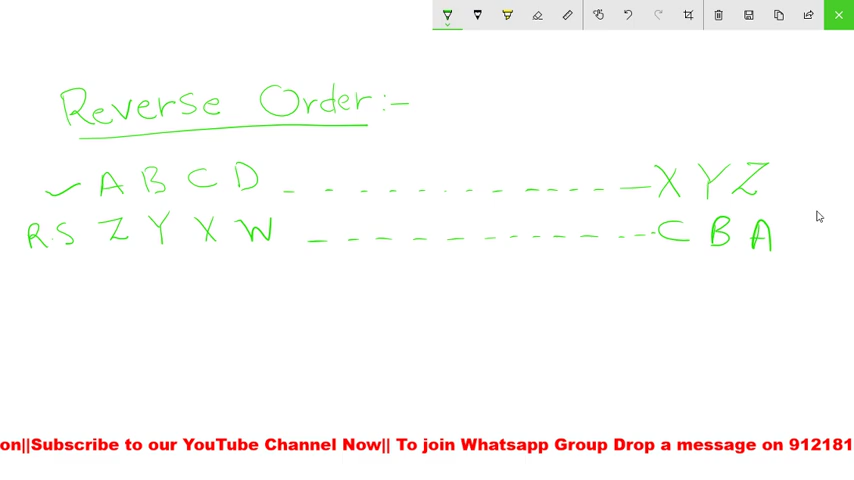 Reverse Order:-
A B C D - - - - - - - - - - - - - X Y Z
R.S Z Y X W - - - - - - - - - - - - - C B A
on||Subscribe to our YouTube Channel Now|| To join Whatsapp Group Drop a message on 912181